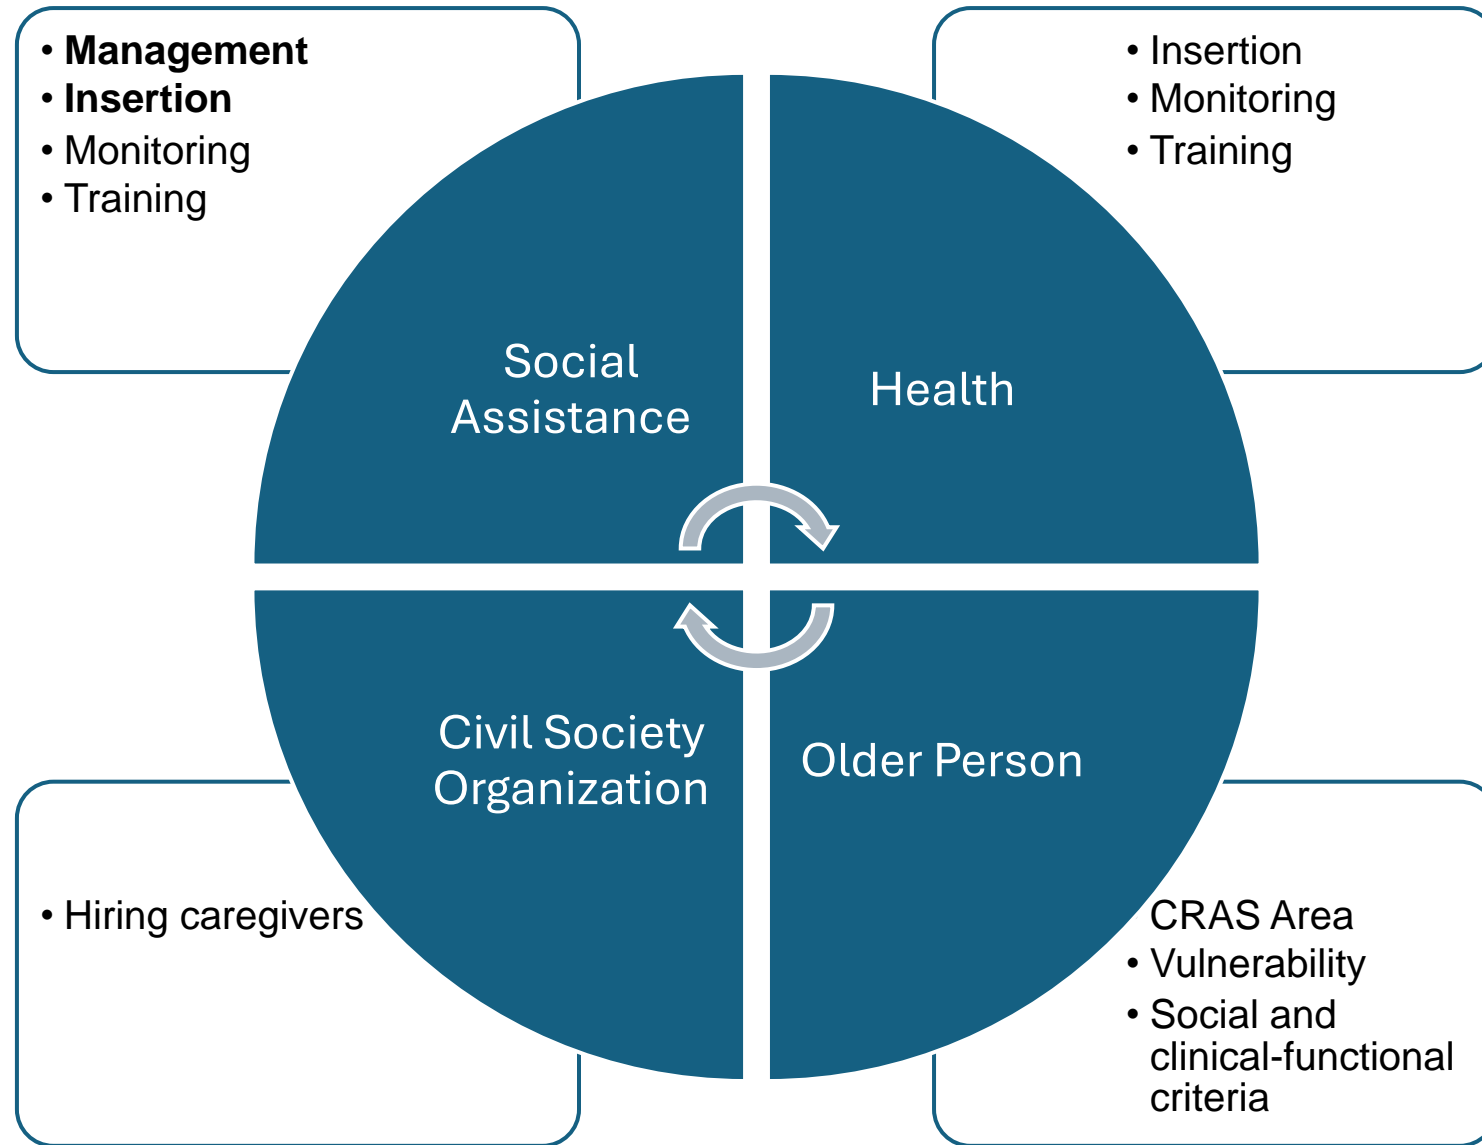 • Management
• Insertion
• Monitoring
• Training
• Insertion
• Monitoring
• Training
Social
Assistance
Health
Civil Society
Organization
Older Person
• Hiring caregivers
CRAS Area
• Vulnerability
• Social and
clinical-functional
criteria